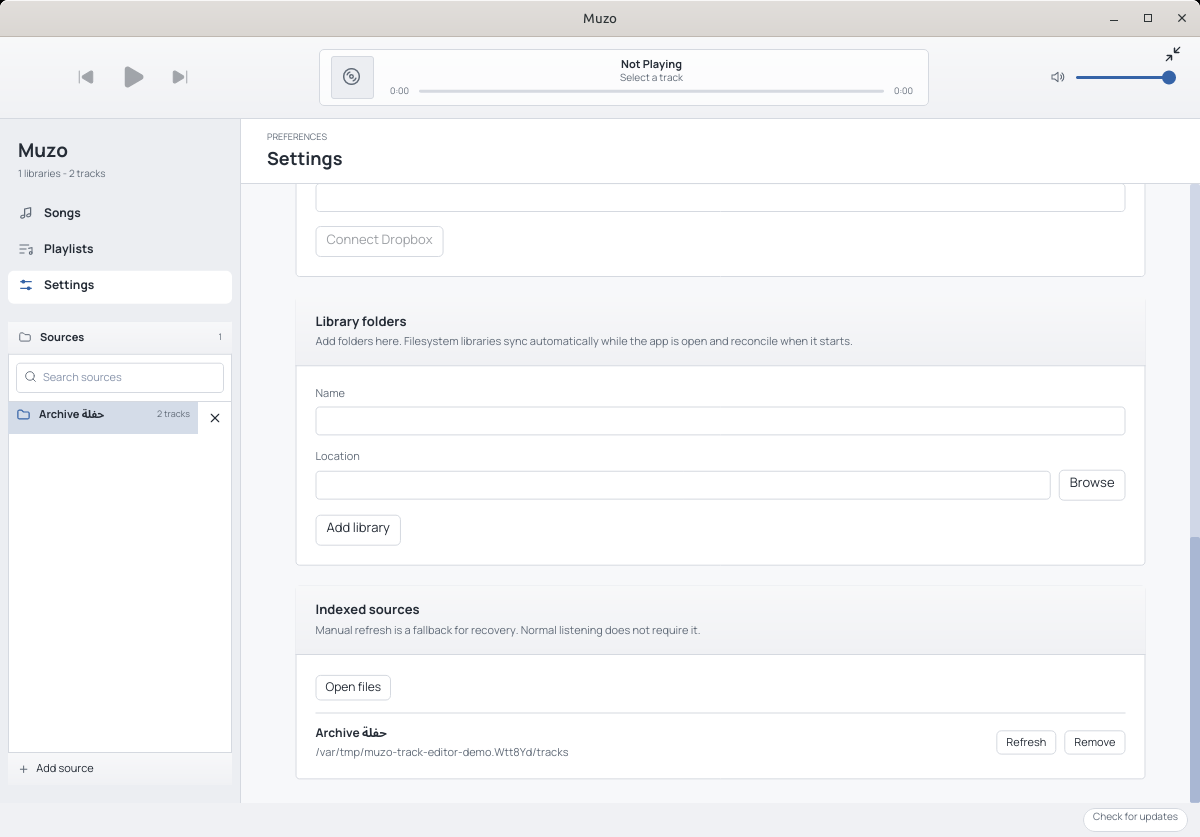 Muzo
Not Playing
Select a track
0:00
0:00
Muzo
1 libraries - 2 tracks
Songs
Playlists
Settings
Sources
1
Search sources
Archive حفلة
2 tracks
Add source
PREFERENCES
Settings
Connect Dropbox
Library folders
Add folders here. Filesystem libraries sync automatically while the app is open and reconcile when it starts.
Name
Location
Browse
Add library
Indexed sources
Manual refresh is a fallback for recovery. Normal listening does not require it.
Open files
Archive حفلة
/var/tmp/muzo-track-editor-demo.Wtt8Yd/tracks
Refresh
Remove
Check for updates